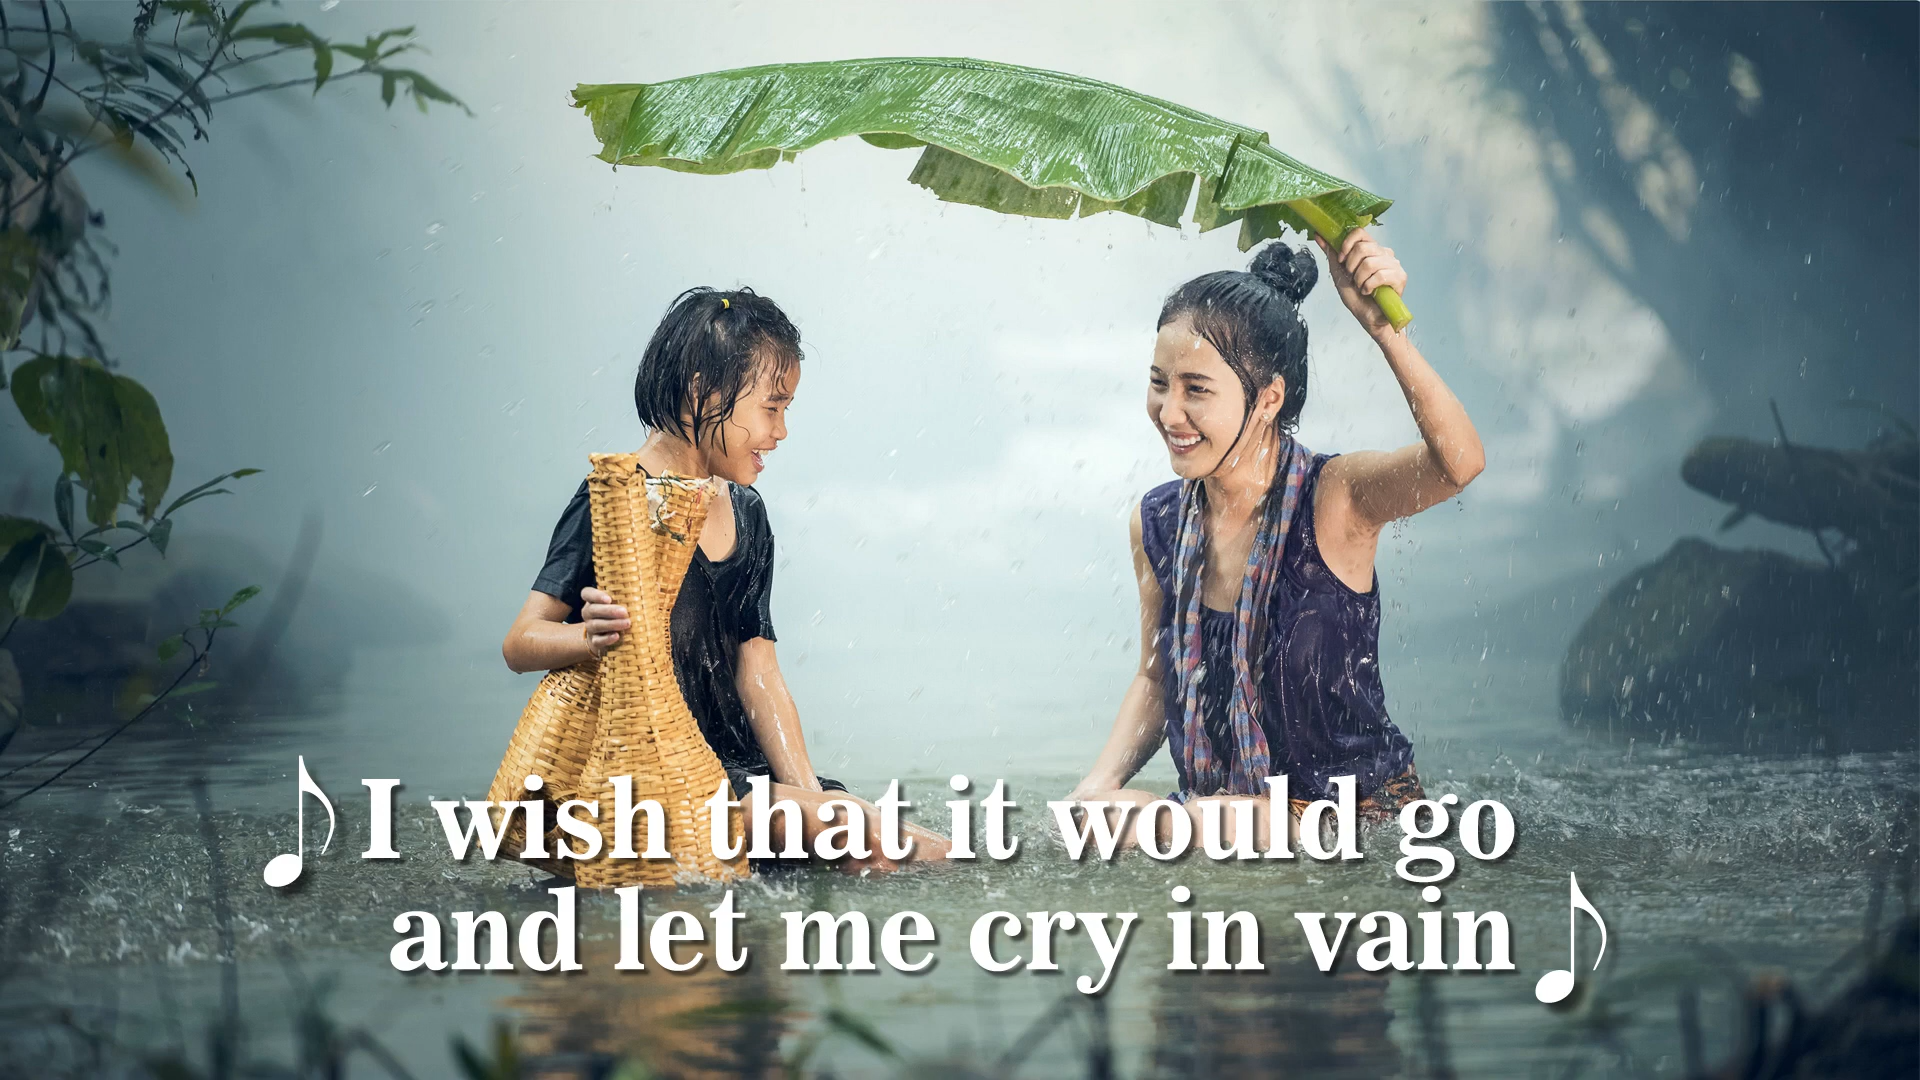 ♪ I wish that it would go
and let me cry in vain ♪